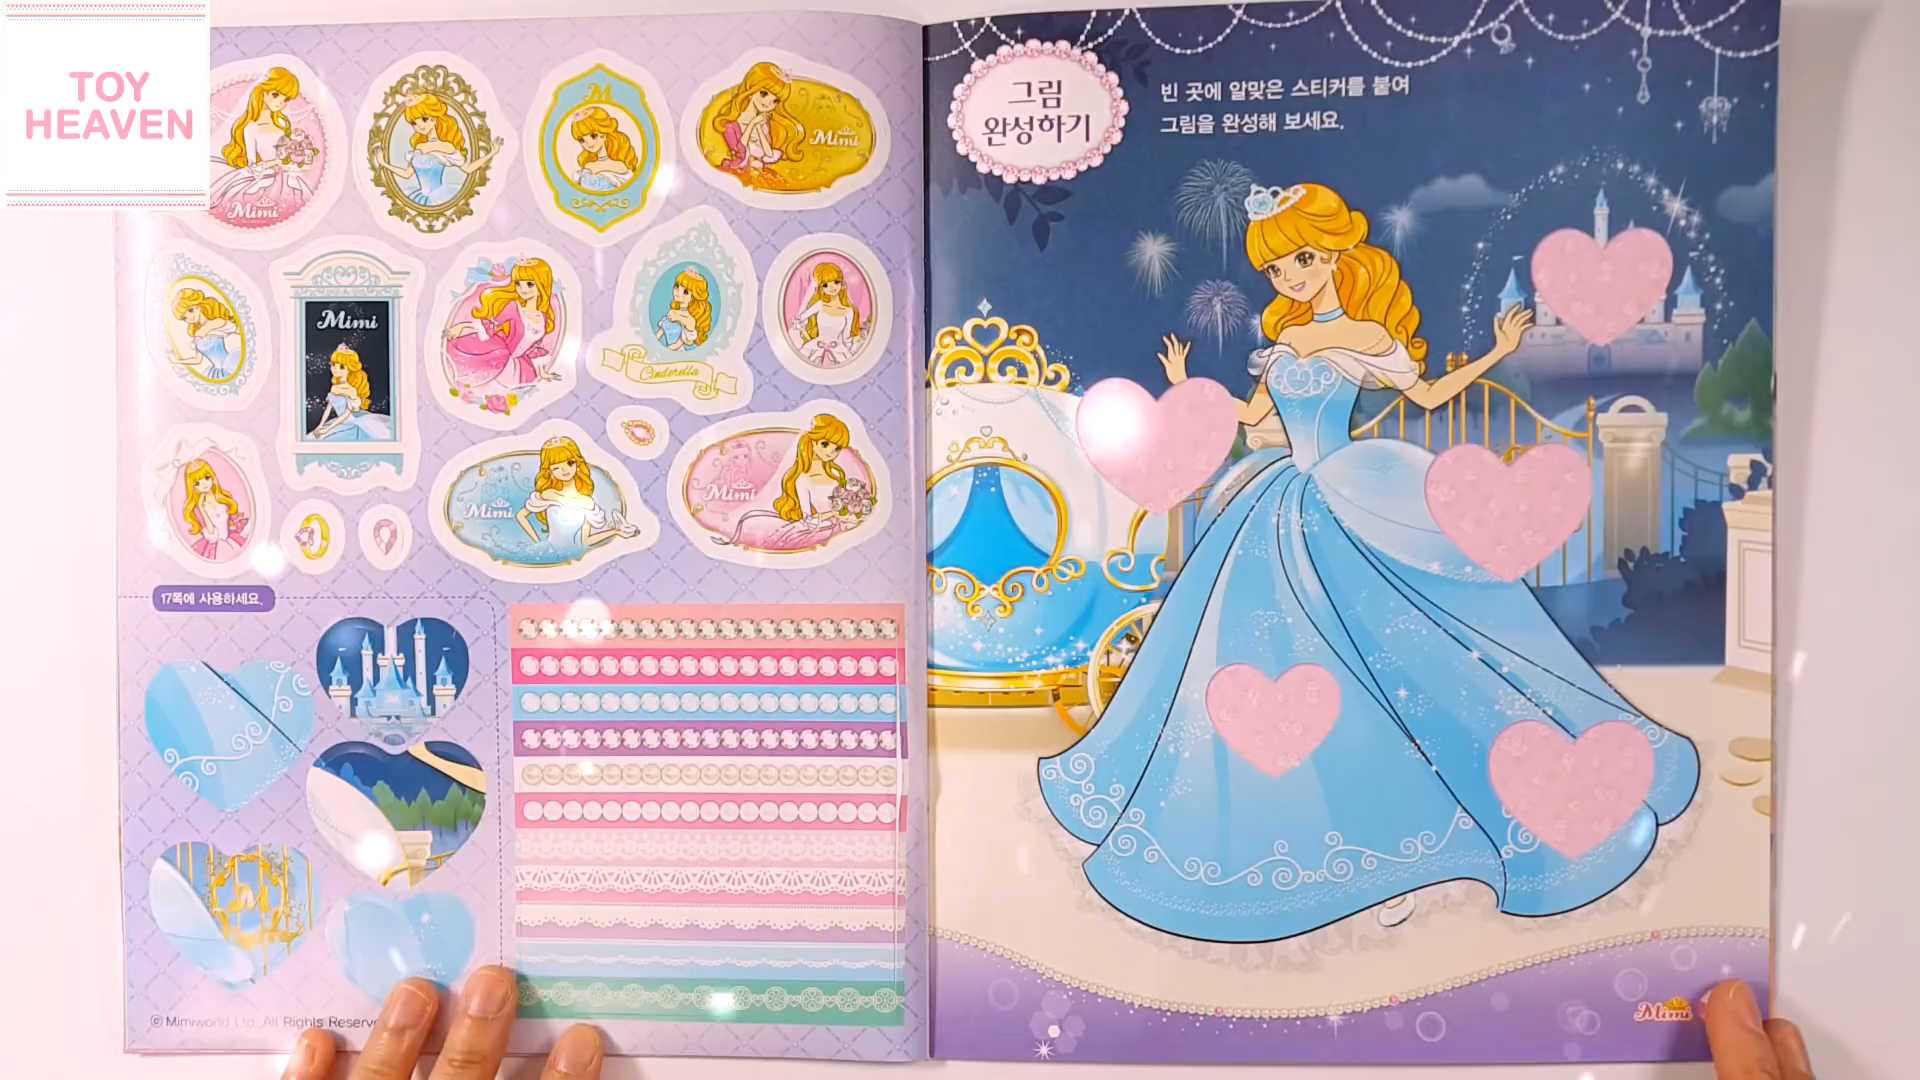 TOY
HEAVEN
Mimi
M
Mimi
Mimi
Cinderella
Mimi
Mimi
17쪽에 사용하세요.
M
ⓒ Mimiworld Ltd. All Rights
그림
완성하기
빈 곳에 알맞은 스티커를 붙여
그림을 완성해 보세요.
Mimi